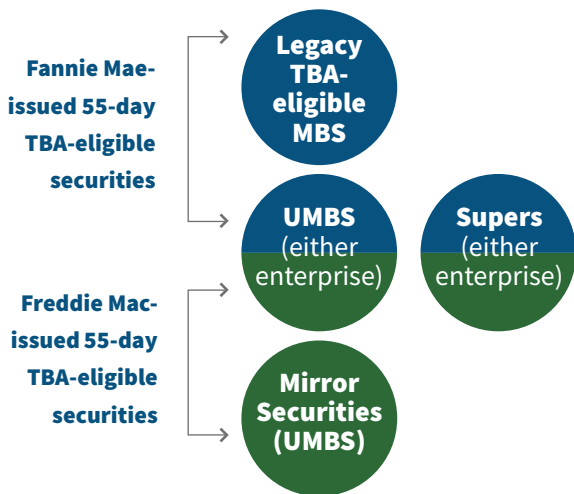 Fannie Mae-
issued 55-day
TBA-eligible
securities
Legacy
TBA-
eligible
MBS
UMBS
(either
enterprise)
Supers
(either
enterprise)
Freddie Mac-
issued 55-day
TBA-eligible
securities
Mirror
Securities
(UMBS)